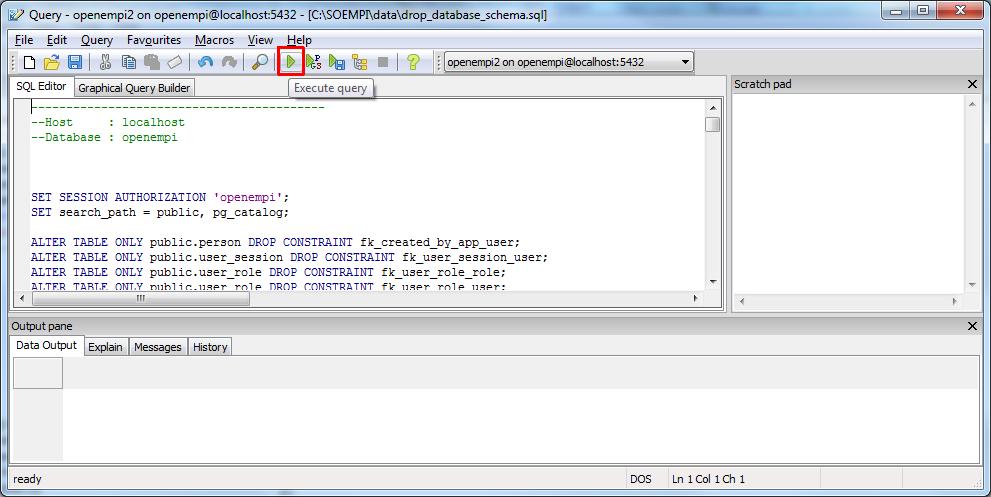 Query - openempi2 on openempi@localhost:5432 - [C:\SOEMPI\data\drop_database_schema.sql]
File Edit Query Favourites Macros View Help
openempi2 on openempi@localhost:5432
Execute query
SQL Editor Graphical Query Builder
Scratch pad
--------------------------------------------
--Host     : localhost
--Database : openempi
SET SESSION AUTHORIZATION 'openempi';
SET search_path = public, pg_catalog;
ALTER TABLE ONLY public.person DROP CONSTRAINT fk_created_by_app_user;
ALTER TABLE ONLY public.user_session DROP CONSTRAINT fk_user_session_user;
ALTER TABLE ONLY public.user_role DROP CONSTRAINT fk_user_role_role;
ALTER TABLE ONLY public.user_role DROP CONSTRAINT fk_user_role_user;
Output pane
Data Output Explain Messages History
ready DOS Ln 1 Col 1 Ch 1